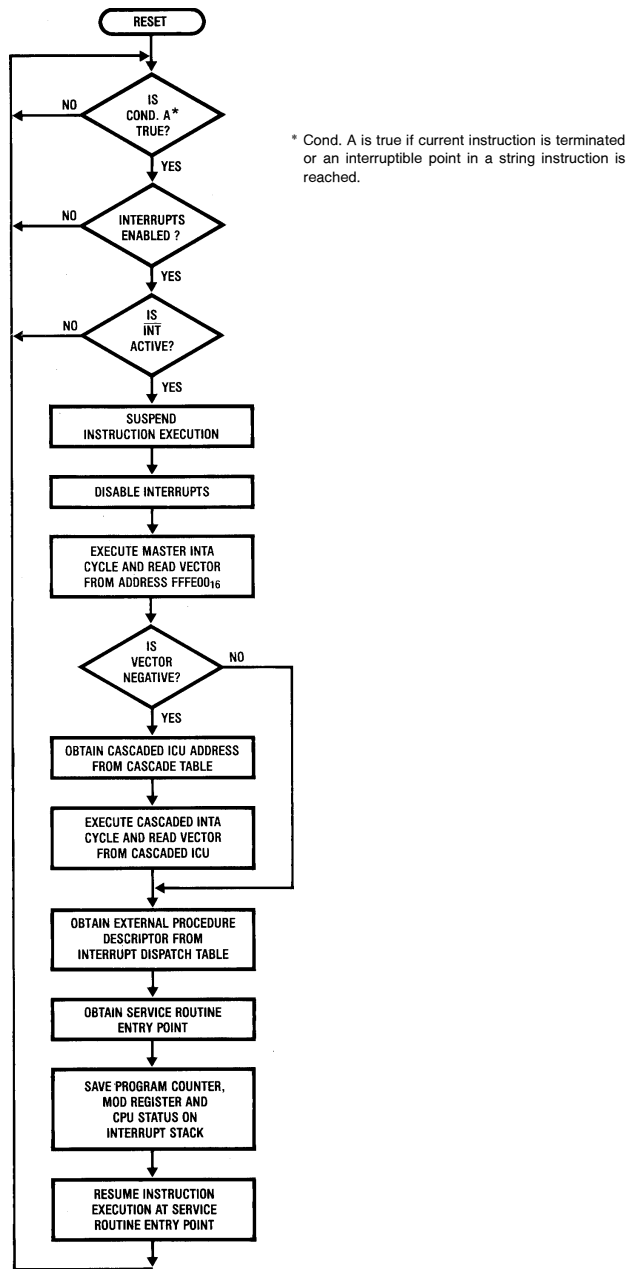 RESET
IS
COND. A*
TRUE?
NO
YES
* Cond. A is true if current instruction is terminated
or an interruptible point in a string instruction is
reached.
INTERRUPTS
ENABLED ?
NO
YES
IS
INT
ACTIVE?
NO
YES
SUSPEND
INSTRUCTION EXECUTION
DISABLE INTERRUPTS
EXECUTE MASTER INTA
CYCLE AND READ VECTOR
FROM ADDRESS FFFE00₁₆
IS
VECTOR
NEGATIVE?
NO
YES
OBTAIN CASCADED ICU ADDRESS
FROM CASCADE TABLE
EXECUTE CASCADED INTA
CYCLE AND READ VECTOR
FROM CASCADED ICU
OBTAIN EXTERNAL PROCEDURE
DESCRIPTOR FROM
INTERRUPT DISPATCH TABLE
OBTAIN SERVICE ROUTINE
ENTRY POINT
SAVE PROGRAM COUNTER,
MOD REGISTER AND
CPU STATUS ON
INTERRUPT STACK
RESUME INSTRUCTION
EXECUTION AT SERVICE
ROUTINE ENTRY POINT